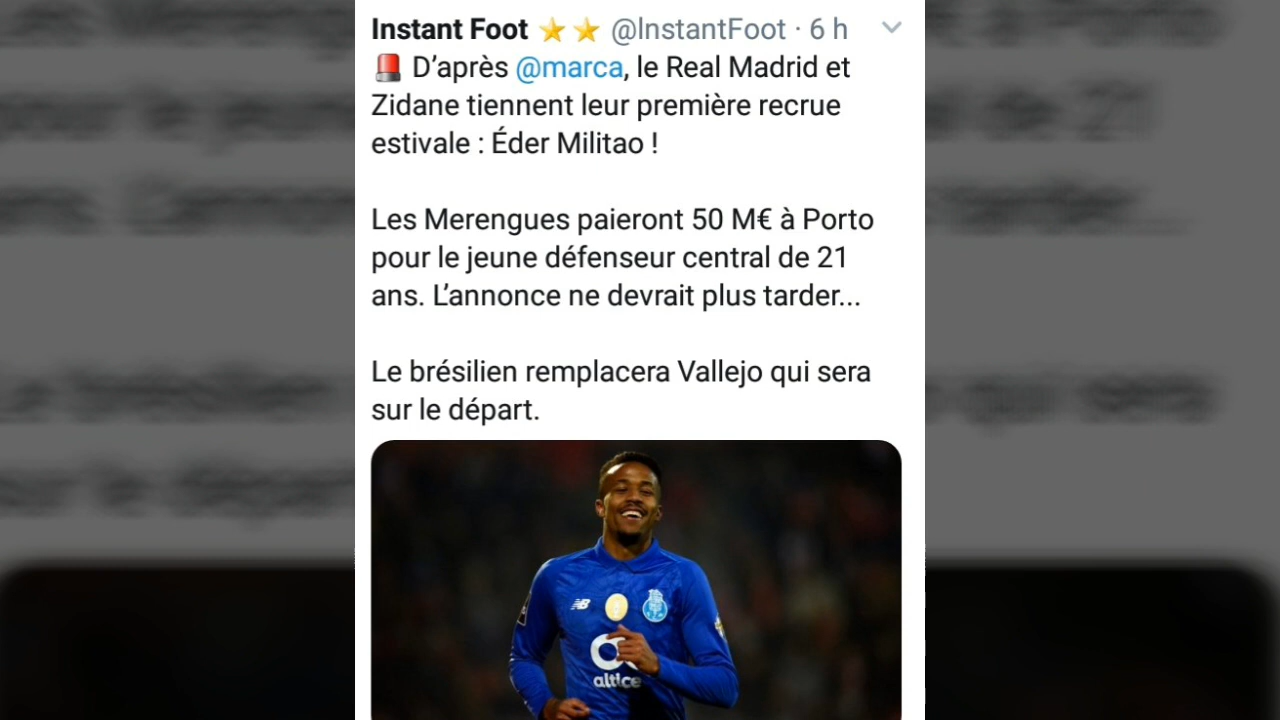 Instant Foot ⭐⭐ @InstantFoot · 6 h
🚨 D’après @marca, le Real Madrid et
Zidane tiennent leur première recrue
estivale : Éder Militao !
Les Merengues paieront 50 M€ à Porto
pour le jeune défenseur central de 21
ans. L’annonce ne devrait plus tarder...
Le brésilien remplacera Vallejo qui sera
sur le départ.
NB
altice